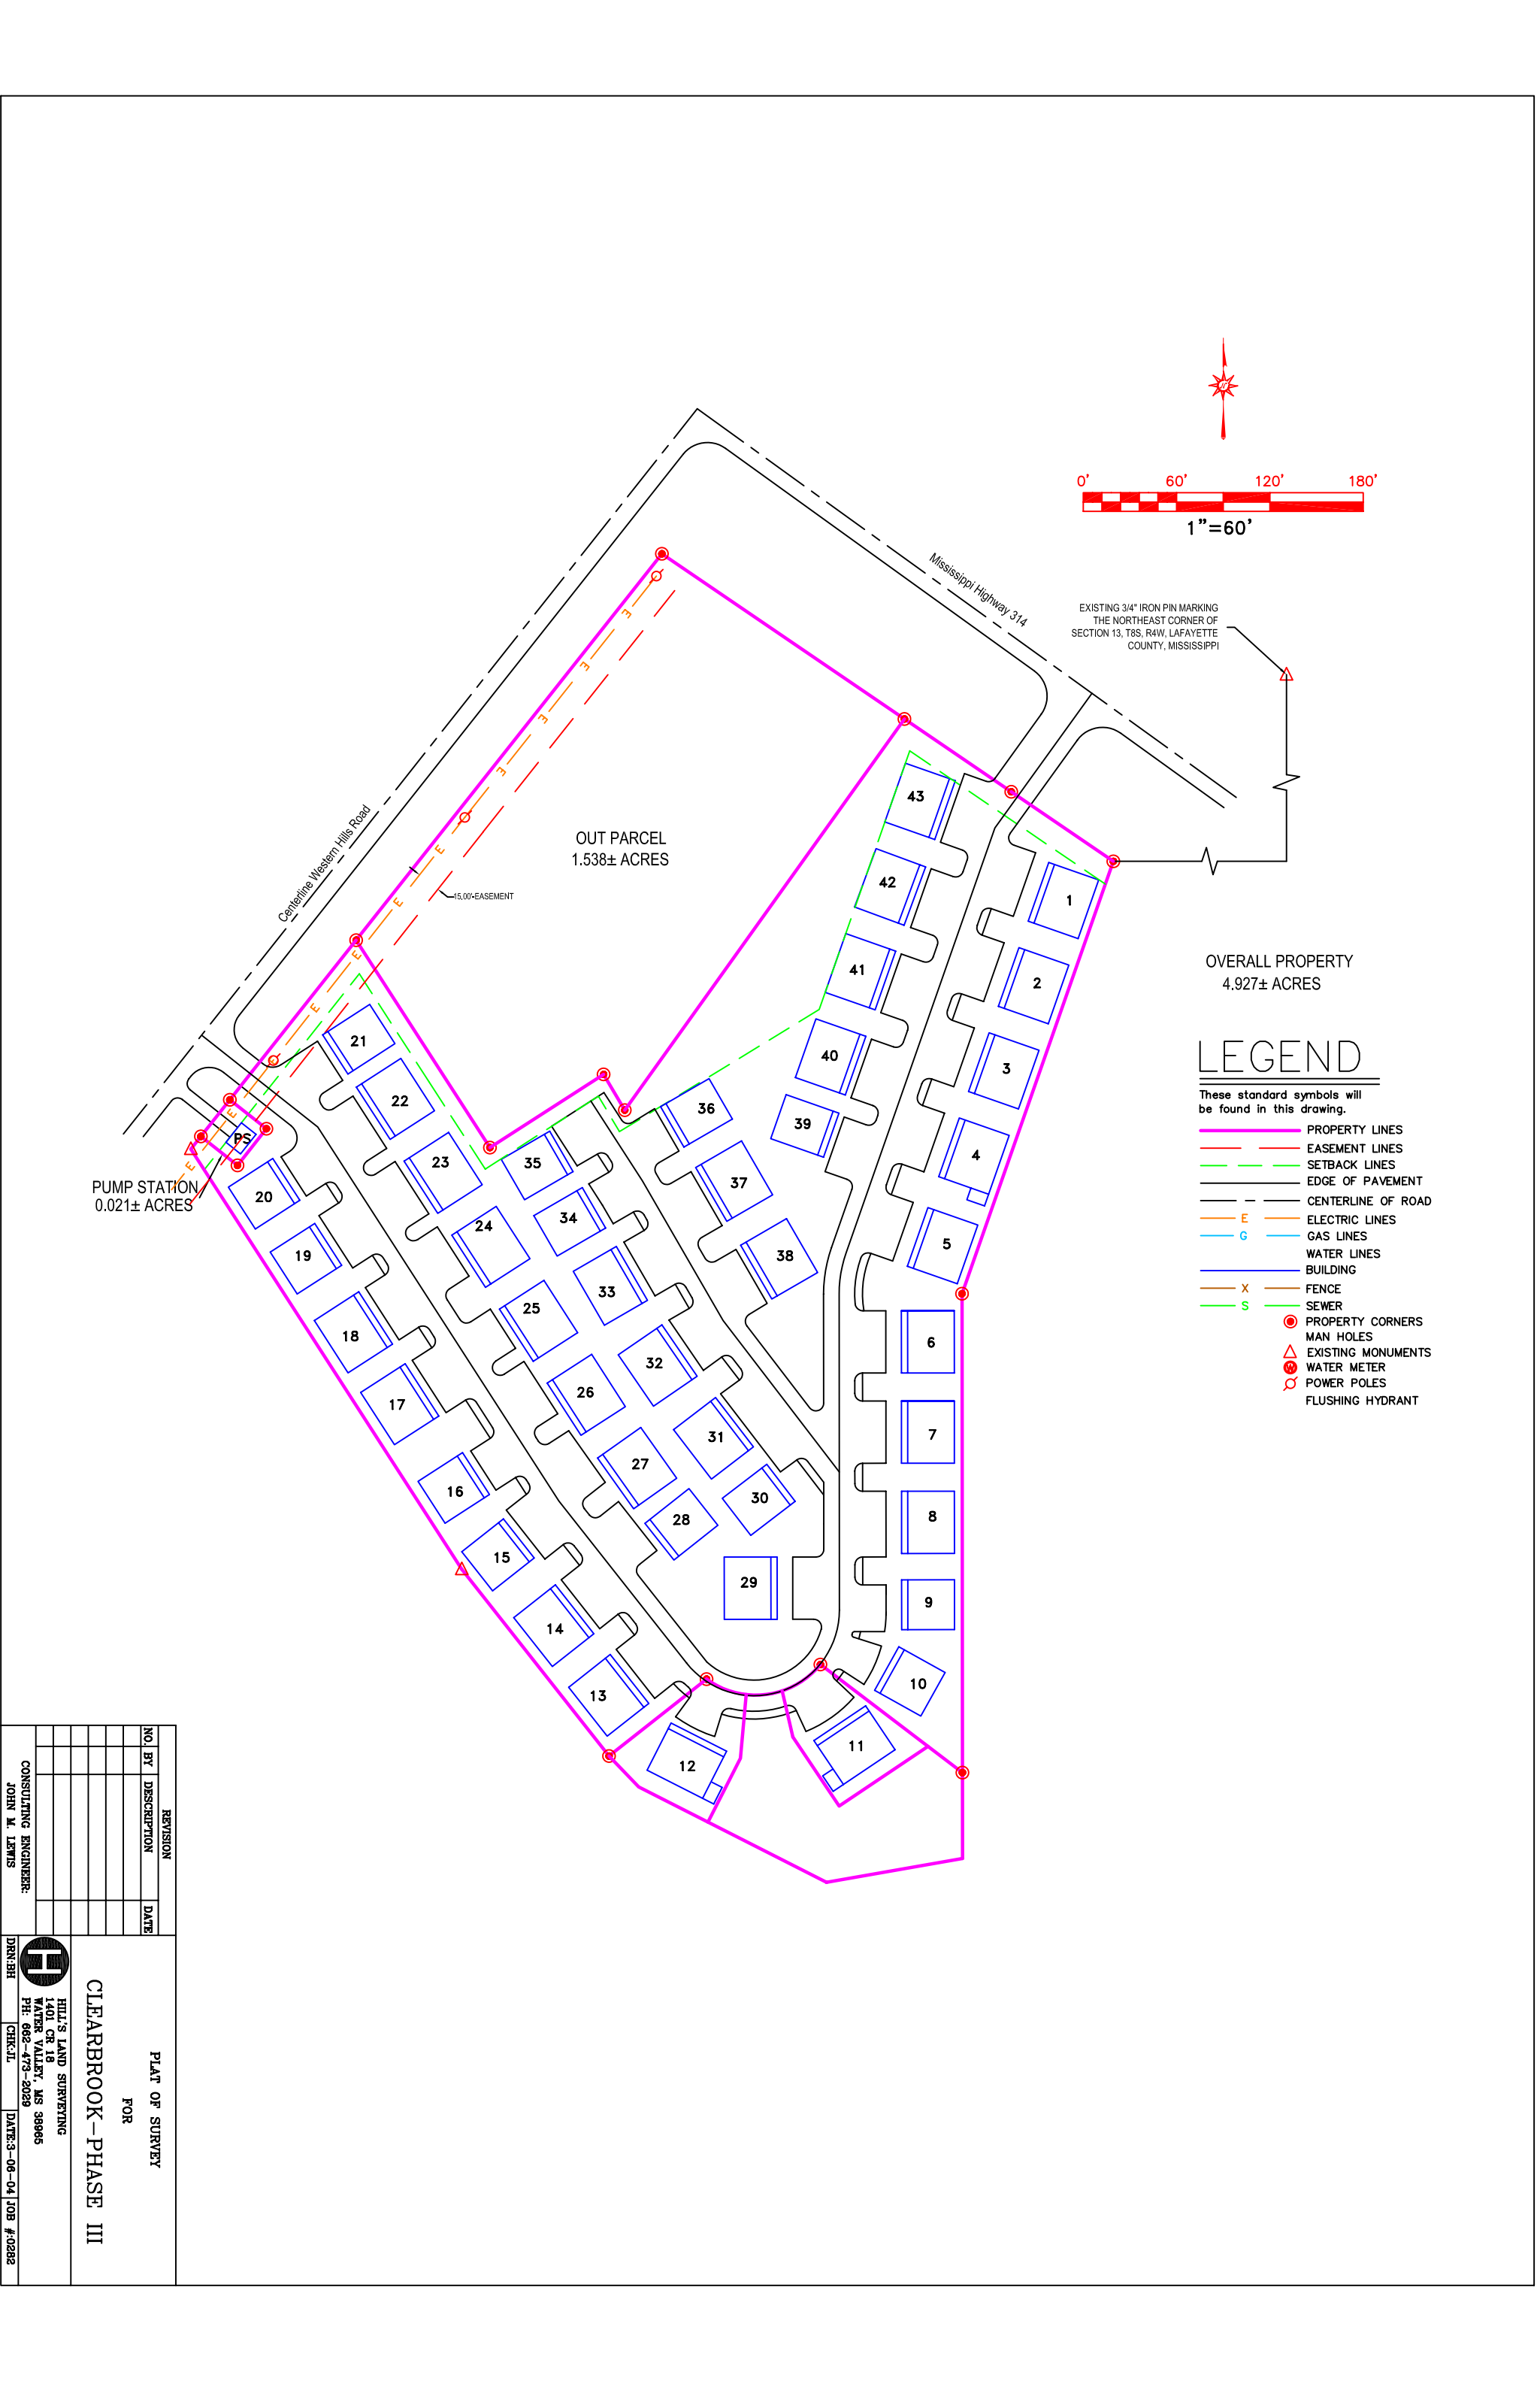 0' 60' 120' 180'
1"=60'
N
Mississippi Highway 314
EXISTING 3/4" IRON PIN MARKING
THE NORTHEAST CORNER OF
SECTION 13, T8S, R4W, LAFAYETTE
COUNTY, MISSISSIPPI
Centerline Western Hills Road
OUT PARCEL
1.538± ACRES
15.00' EASEMENT
E E E E E E E E E E E
OVERALL PROPERTY
4.927± ACRES
PS
PUMP STATION
0.021± ACRES
43
1
42
2
41
21
40
3
22
36
39
4
23
35
37
20
34
24
5
19
38
33
25
18
6
32
26
17
7
31
27
16
30
28
8
15
29
9
14
10
13
11
12
LEGEND
These standard symbols will
be found in this drawing.
PROPERTY LINES
EASEMENT LINES
SETBACK LINES
EDGE OF PAVEMENT
CENTERLINE OF ROAD
E ELECTRIC LINES
G GAS LINES
WATER LINES
BUILDING
X FENCE
S SEWER
PROPERTY CORNERS
MAN HOLES
EXISTING MONUMENTS
W WATER METER
POWER POLES
FLUSHING HYDRANT
REVISION
NO. BY DESCRIPTION DATE
CONSULTING ENGINEER:
JOHN M. LEWIS
PLAT OF SURVEY
FOR
CLEARBROOK-PHASE III
H
HILL'S LAND SURVEYING
1401 CR 18
WATER VALLEY, MS 38965
PH: 662-473-2029
DRN:BH CHK:JL DATE:3-06-04 JOB #:0282